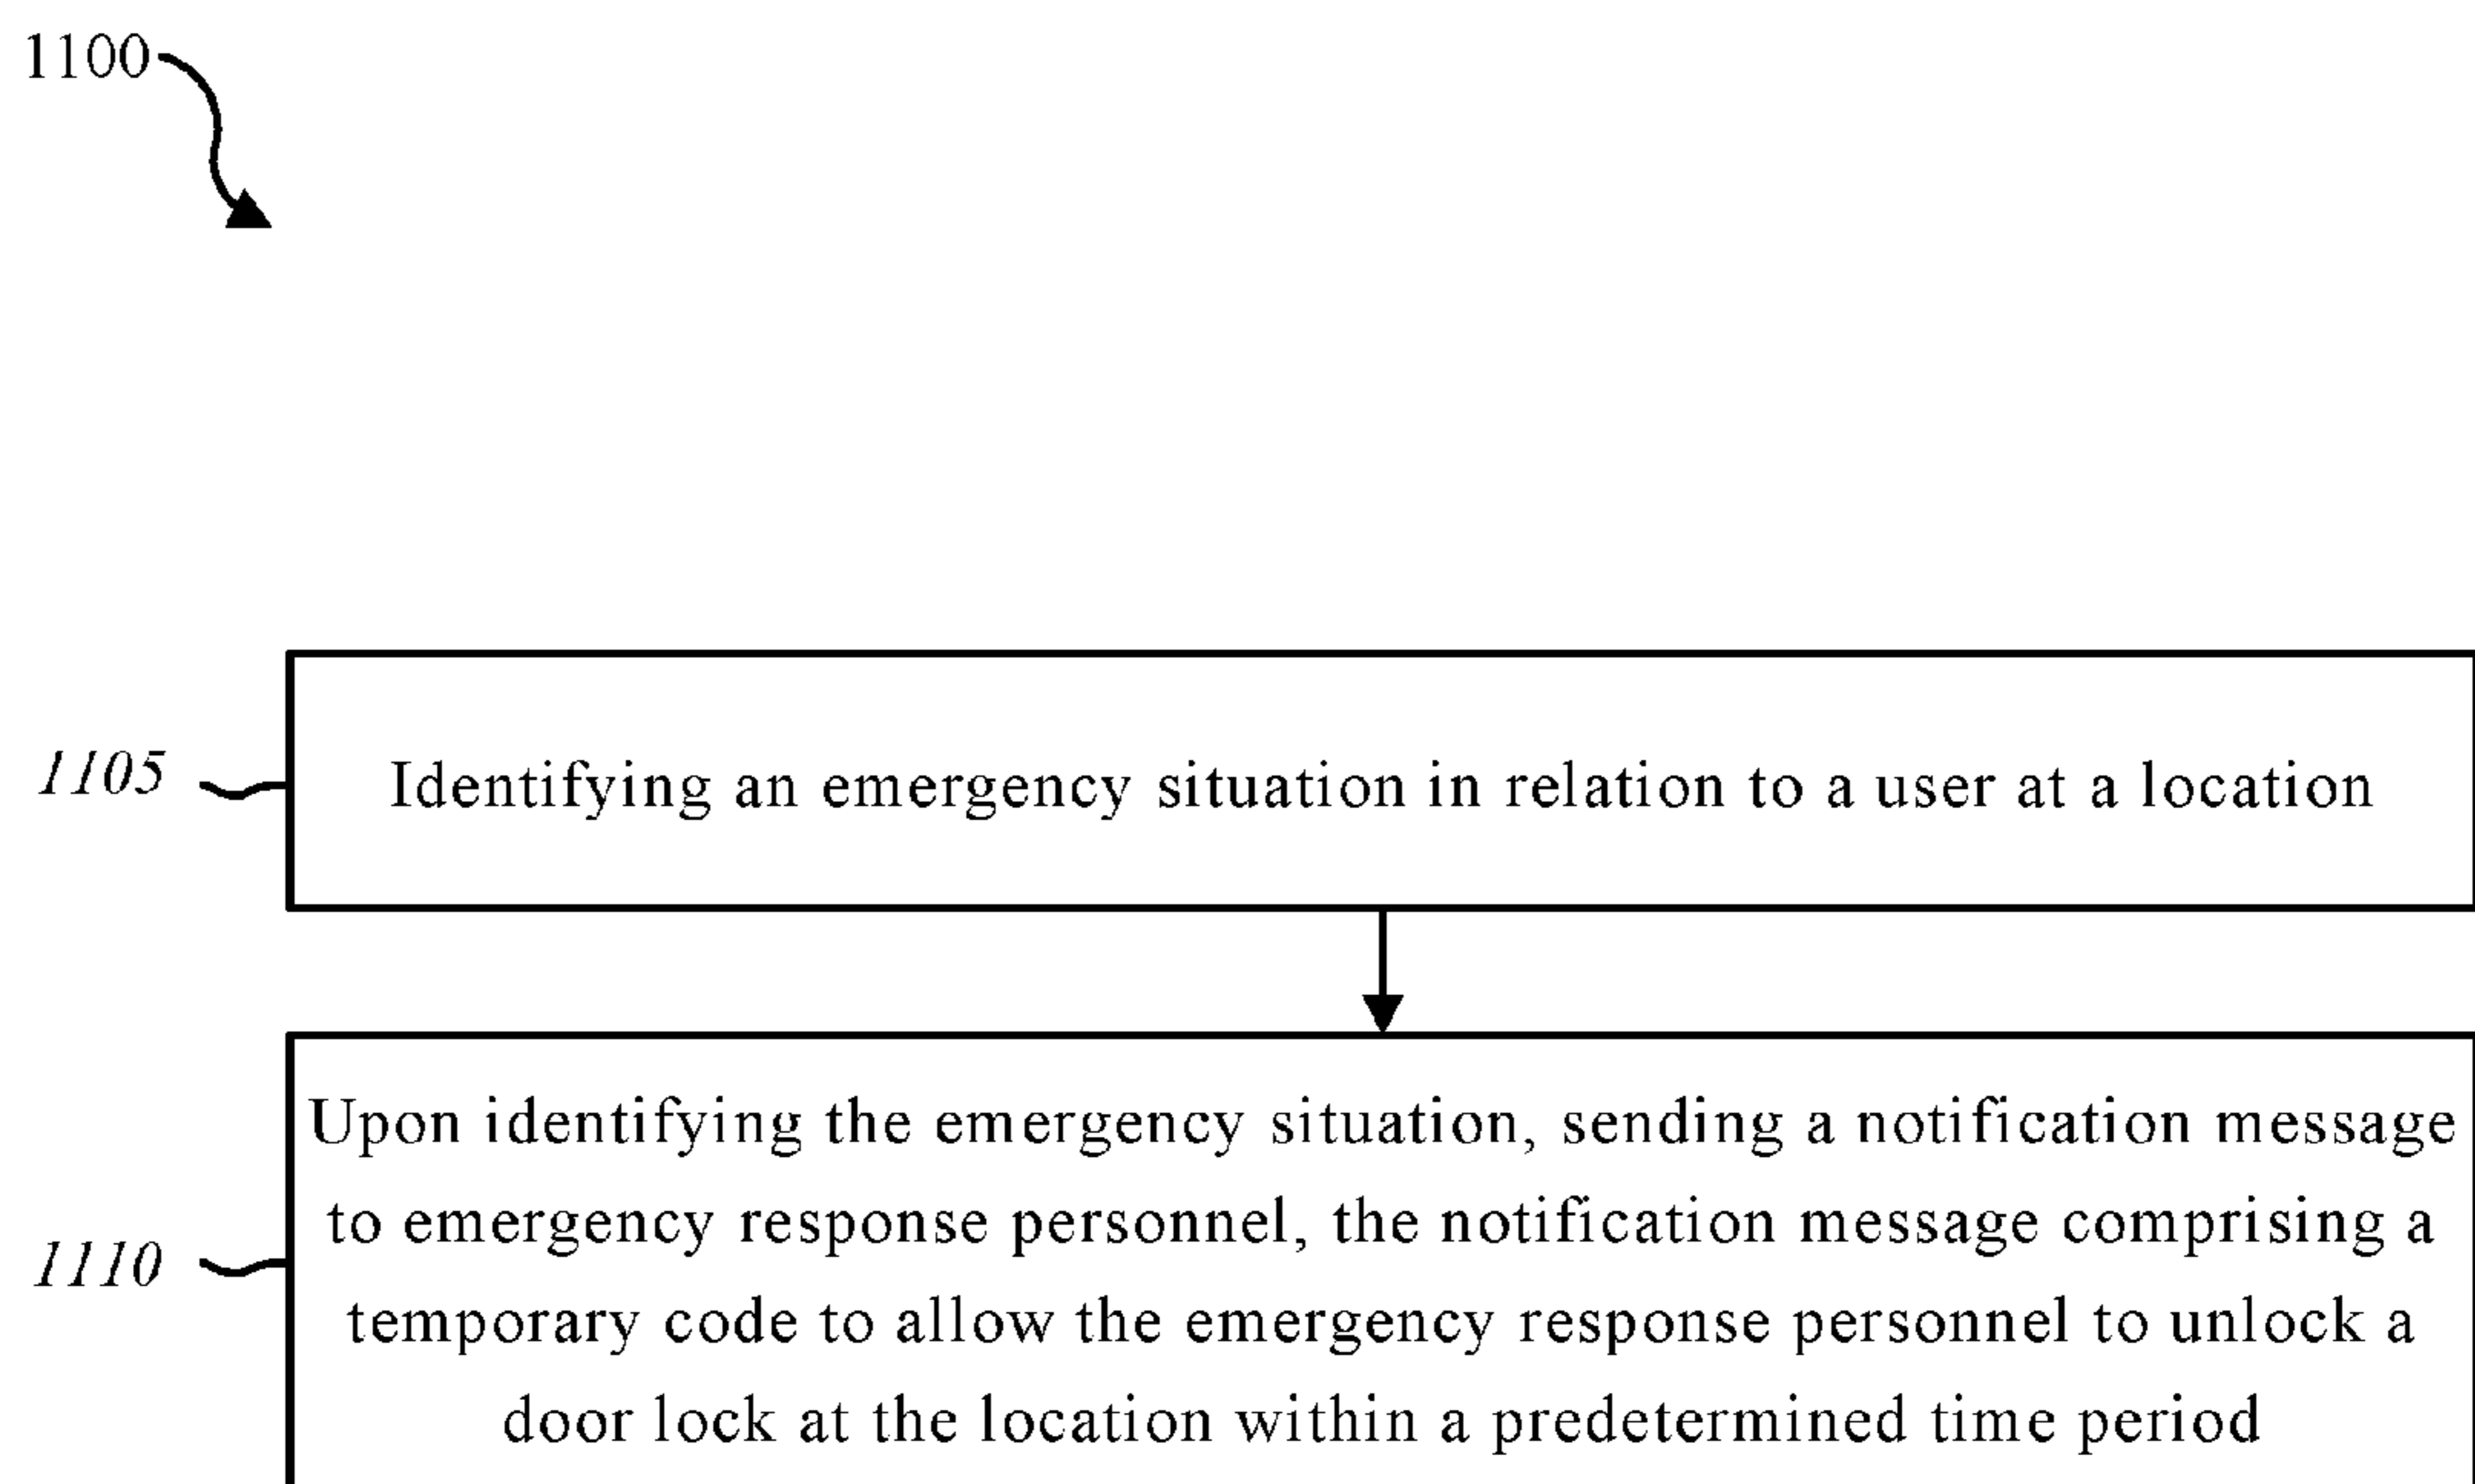 1100
1105
Identifying an emergency situation in relation to a user at a location
1110
Upon identifying the emergency situation, sending a notification message
to emergency response personnel, the notification message comprising a
temporary code to allow the emergency response personnel to unlock a
door lock at the location within a predetermined time period